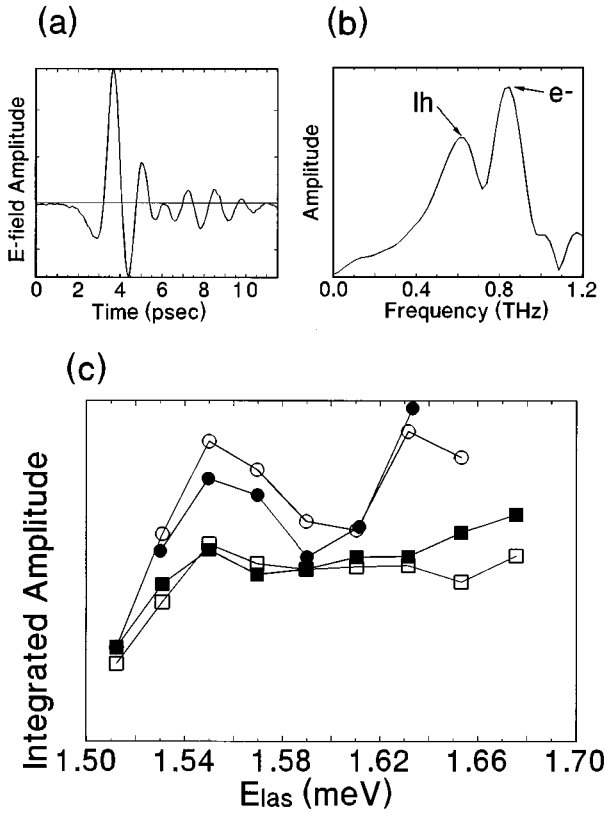 (a)
E-field Amplitude
0 2 4 6 8 10
Time (psec)
(b)
Amplitude
lh
e-
0.0 0.4 0.8 1.2
Frequency (THz)
(c)
Integrated Amplitude
1.50 1.54 1.58 1.62 1.66 1.70
Elas (meV)